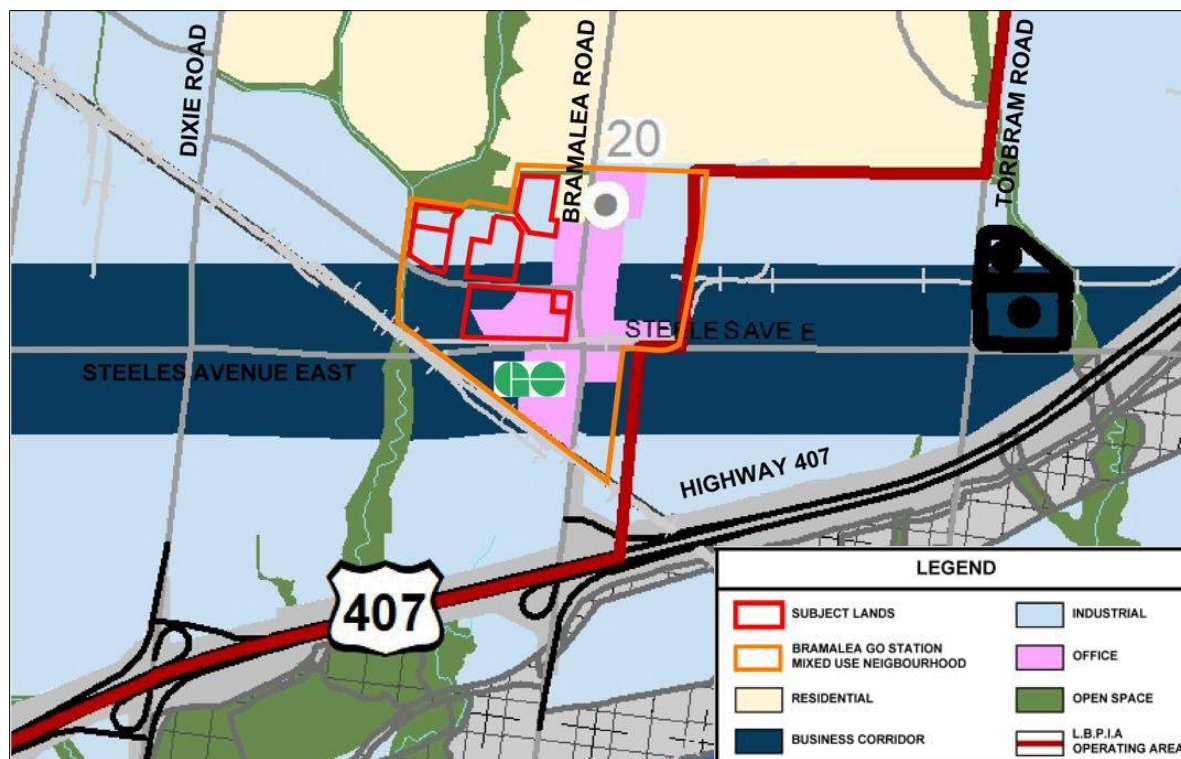 DIXIE ROAD
BRAMALEA ROAD
TORBRAM ROAD
20
STEELES AVE E
STEELES AVENUE EAST
GO
HIGHWAY 407
407
LEGEND
SUBJECT LANDS
BRAMALEA GO STATION
MIXED USE NEIGBOURHOOD
RESIDENTIAL
BUSINESS CORRIDOR
INDUSTRIAL
OFFICE
OPEN SPACE
L.B.P.I.A
OPERATING AREA